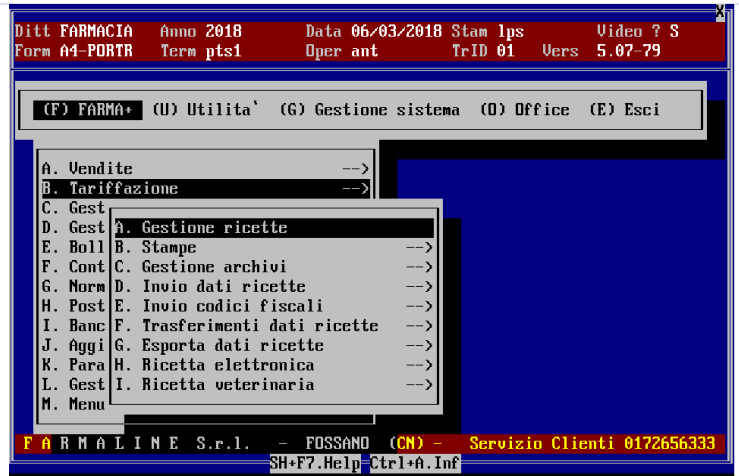 X
Ditt FARMACIA Anno 2018 Data 06/03/2018 Stam lps Video ? S
Form A4-PORTR Term pts1 Oper ant TrID 01 Vers 5.07-79
(F) FARMA+ (U) Utilita` (G) Gestione sistema (O) Office (E) Esci
A. Vendite -->
B. Tariffazione -->
C. Gest
D. Gest A. Gestione ricette
E. Boll B. Stampe -->
F. Cont C. Gestione archivi -->
G. Norm D. Invio dati ricette -->
H. Post E. Invio codici fiscali -->
I. Banc F. Trasferimenti dati ricette -->
J. Aggi G. Esporta dati ricette -->
K. Para H. Ricetta elettronica -->
L. Gest I. Ricetta veterinaria -->
M. Menu
F A R M A L I N E S.r.l. - FOSSANO (CN) - Servizio Clienti 0172656333
SH+F7.Help Ctrl+A.Inf